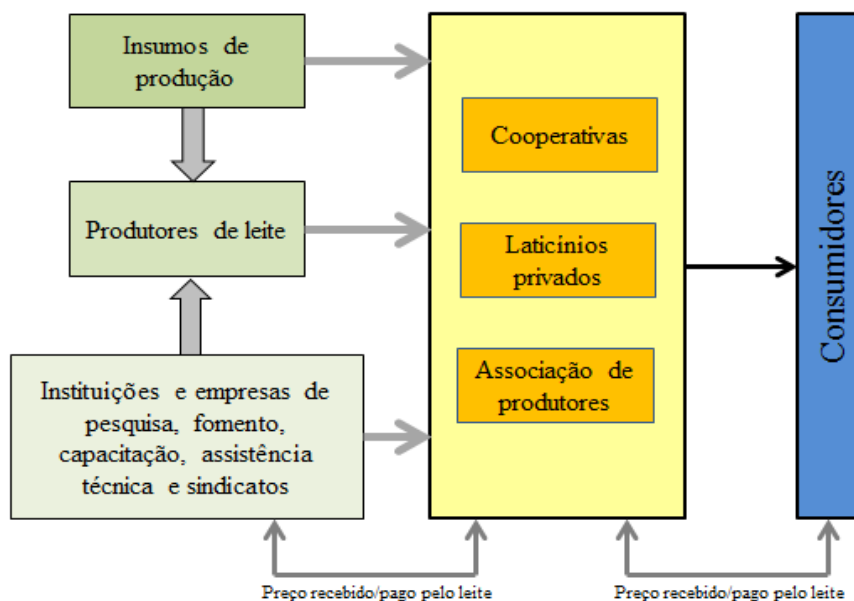 Insumos de
produção
Produtores de leite
Instituições e empresas de
pesquisa, fomento,
capacitação, assistência
técnica e sindicatos
Cooperativas
Laticínios
privados
Associação de
produtores
Consumidores
Preço recebido/pago pelo leite
Preço recebido/pago pelo leite